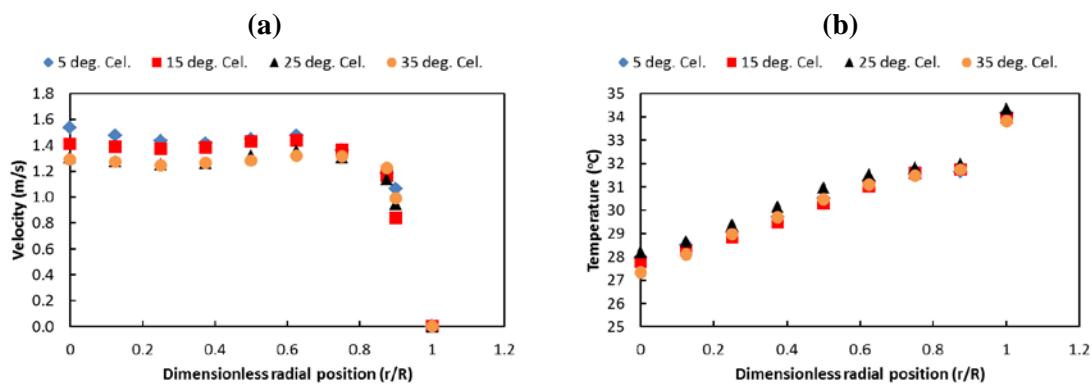 (a)
5 deg. Cel. 15 deg. Cel. 25 deg. Cel. 35 deg. Cel.
Velocity (m/s)
1.8
1.6
1.4
1.2
1.0
0.8
0.6
0.4
0.2
0.0
0 0.2 0.4 0.6 0.8 1 1.2
Dimensionless radial position (r/R)
(b)
5 deg. Cel. 15 deg. Cel. 25 deg. Cel. 35 deg. Cel.
Temperature (°C)
35
34
33
32
31
30
29
28
27
26
25
0 0.2 0.4 0.6 0.8 1 1.2
Dimensionless radial position (r/R)